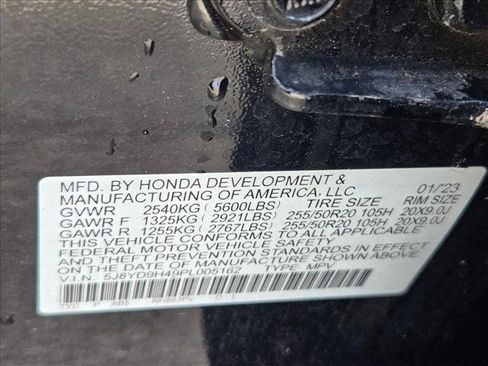 MFD. BY HONDA DEVELOPMENT &
MANUFACTURING OF AMERICA, LLC 01/'23
GVWR 2540KG ( 5600LBS) TIRE SIZE RIM SIZE
GAWR F 1325KG ( 2921LBS) 255/50R20 105H 20X9.0J
GAWR R 1255KG ( 2767LBS) 255/50R20 105H 20X9.0J
THIS VEHICLE CONFORMS TO ALL APPLICABLE
FEDERAL MOTOR VEHICLE SAFETY, BUMPER,
AND THEFT PREVENTION STANDARDS IN EFFECT
ON THE DATE OF MANUFACTURE SHOWN ABOVE.
V.I.N.: 5J8YD9H49PL005162 TYPE: MPV